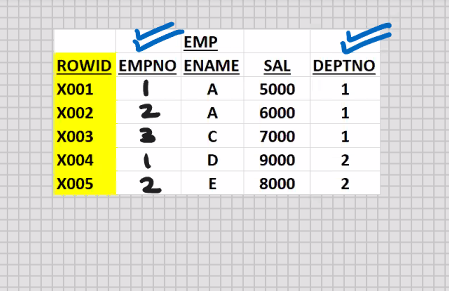 EMP
ROWID EMPNO ENAME SAL DEPTNO
X001 1 A 5000 1
X002 2 A 6000 1
X003 3 C 7000 1
X004 1 D 9000 2
X005 2 E 8000 2